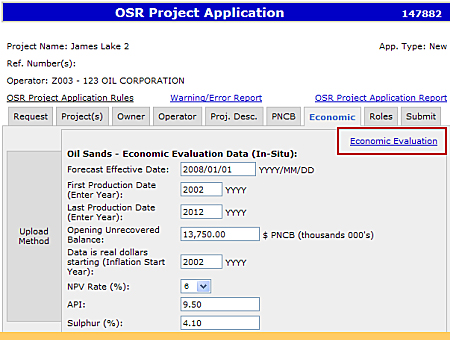 OSR Project Application 147882
Project Name: James Lake 2 App. Type: New
Ref. Number(s):
Operator: Z003 - 123 OIL CORPORATION
OSR Project Application Rules Warning/Error Report OSR Project Application Report
Request Project(s) Owner Operator Proj. Desc. PNCB Economic Roles Submit
Economic Evaluation
Oil Sands - Economic Evaluation Data (In-Situ):
Forecast Effective Date: 2008/01/01 YYYY/MM/DD
First Production Date
(Enter Year): 2002 YYYY
Last Production Date
(Enter Year): 2012 YYYY
Upload
Method
Opening Unrecovered
Balance: 13,750.00 $ PNCB (thousands 000's)
Data is real dollars
starting (Inflation Start
Year): 2002 YYYY
NPV Rate (%): 6
API: 9.50
Sulphur (%): 4.10